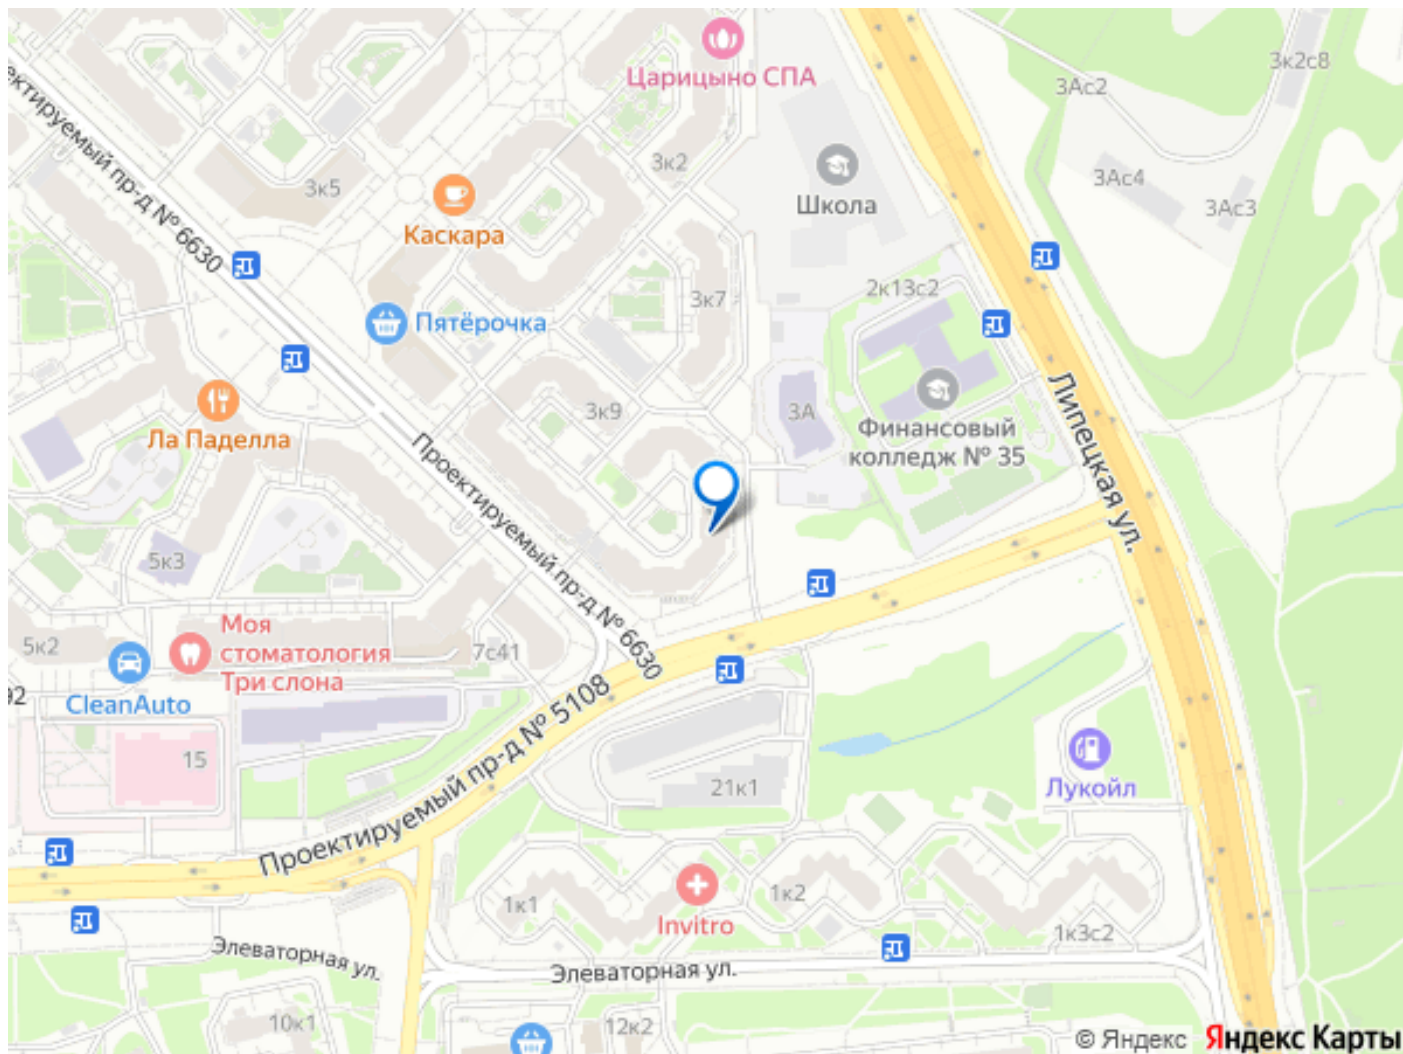 Царицыно СПА
3к2с8
3Ас2
3к2
3к5
Школа
3Ас4
3Ас3
Каскара
Проектируемый пр-д № 6630
2к13с2
3к7
Пятёрочка
Ла Паделла
3к9
3А
Финансовый
колледж № 35
Липецкая ул.
Проектируемый пр-д № 6630
5к3
5к2
Моя
стоматология
Три слона
7с41
92
CleanAuto
15
Проектируемый пр-д № 5108
21к1
Лукойл
1к1
Invitro
1к2
1к3с2
Элеваторная ул.
Элеваторная ул.
10к1
12к2
© Яндекс Яндекс Карты